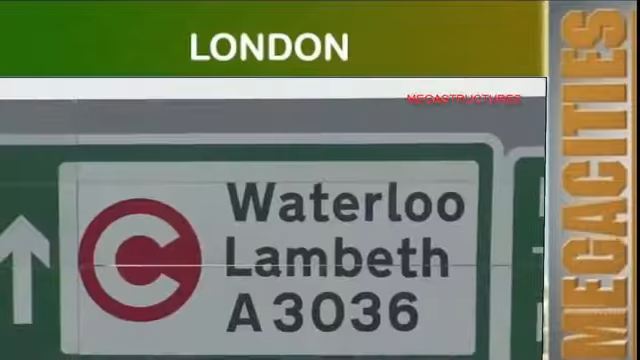 LONDON
MEGASTRUCTURES
C
Waterloo
Lambeth
A3036
MEGACITIES